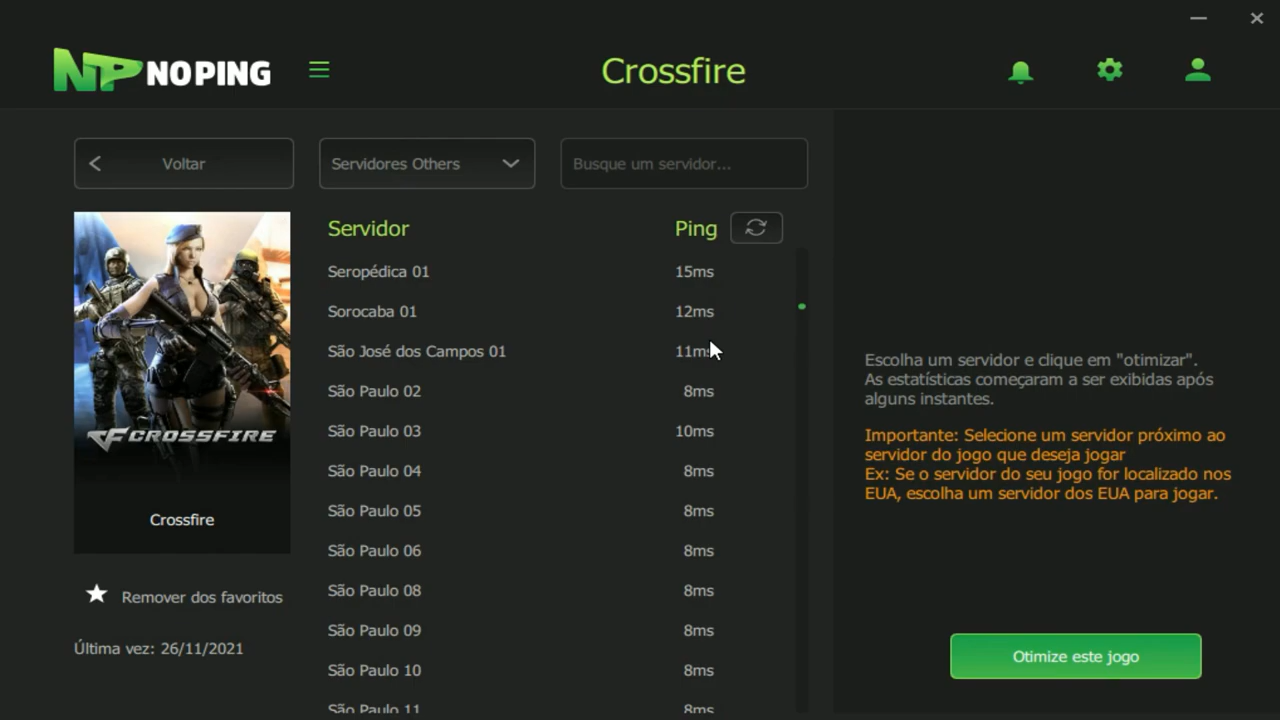 NP NOPING
Crossfire
Voltar
Servidores Others
Busque um servidor...
Servidor Ping
Seropédica 01 15ms
Sorocaba 01 12ms
São José dos Campos 01 11ms
São Paulo 02 8ms
São Paulo 03 10ms
São Paulo 04 8ms
São Paulo 05 8ms
São Paulo 06 8ms
São Paulo 08 8ms
São Paulo 09 8ms
São Paulo 10 8ms
São Paulo 11 8ms
CF CROSSFIRE
Crossfire
Remover dos favoritos
Última vez: 26/11/2021
Escolha um servidor e clique em "otimizar".
As estatísticas começaram a ser exibidas após
alguns instantes.
Importante: Selecione um servidor próximo ao
servidor do jogo que deseja jogar
Ex: Se o servidor do seu jogo for localizado nos
EUA, escolha um servidor dos EUA para jogar.
Otimize este jogo